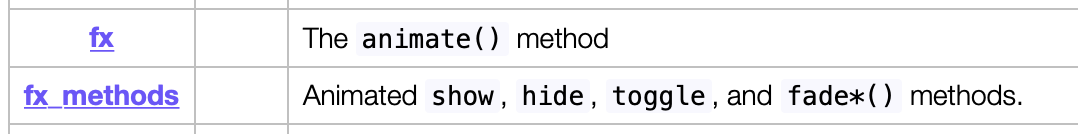 fx The animate() method
fx_methods Animated show, hide, toggle, and fade*() methods.